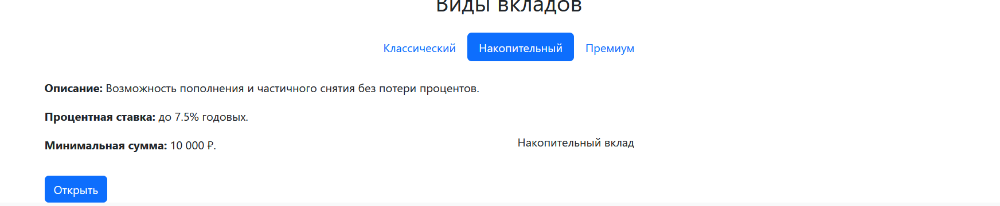 Виды вкладов
Классический Накопительный Премиум
Описание: Возможность пополнения и частичного снятия без потери процентов.
Процентная ставка: до 7.5% годовых.
Минимальная сумма: 10 000 ₽.
Накопительный вклад
Открыть